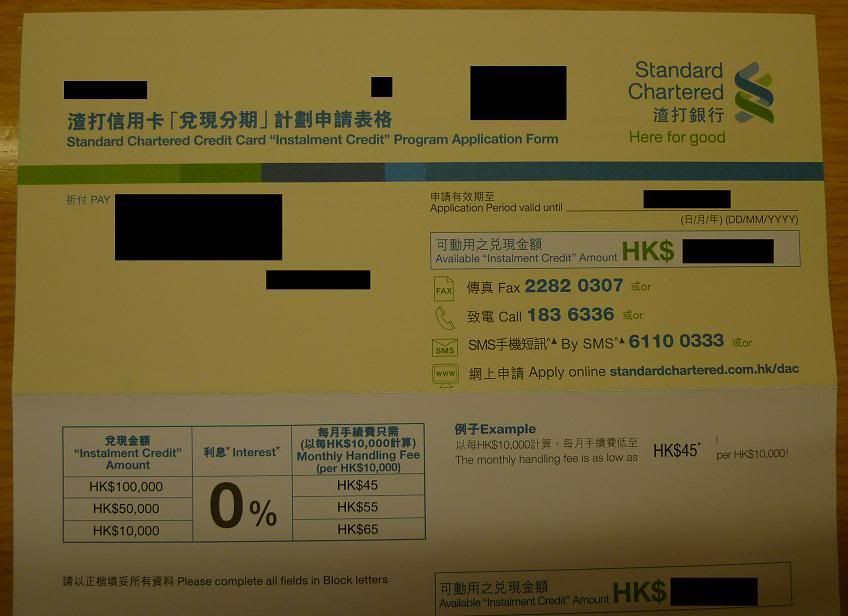 Standard
Chartered
渣打銀行
Here for good
渣打信用卡「兌現分期」計劃申請表格
Standard Chartered Credit Card “Instalment Credit” Program Application Form
祈付 PAY
申請有效期至
Application Period valid until
(日/月/年) (DD/MM/YYYY)
可動用之兌現金額
Available “Instalment Credit” Amount HK$
FAX 傳真 Fax 2282 0307 或or
致電 Call 183 6336 或or
SMS SMS手機短訊^▲ By SMS^▲ 6110 0333 或or
WWW 網上申請 Apply online standardchartered.com.hk/dac
兌現金額
“Instalment Credit”
Amount
利息* Interest*
每月手續費只需
(以每HK$10,000計算)
Monthly Handling Fee
(per HK$10,000)
HK$100,000
HK$50,000
HK$10,000
0%
HK$45
HK$55
HK$65
例子Example
以每HK$10,000計算，每月手續費低至
The monthly handling fee is as low as
HK$45*
!
per HK$10,000!
請以正楷填妥所有資料 Please complete all fields in Block letters
可動用之兌現金額
Available “Instalment Credit” Amount HK$